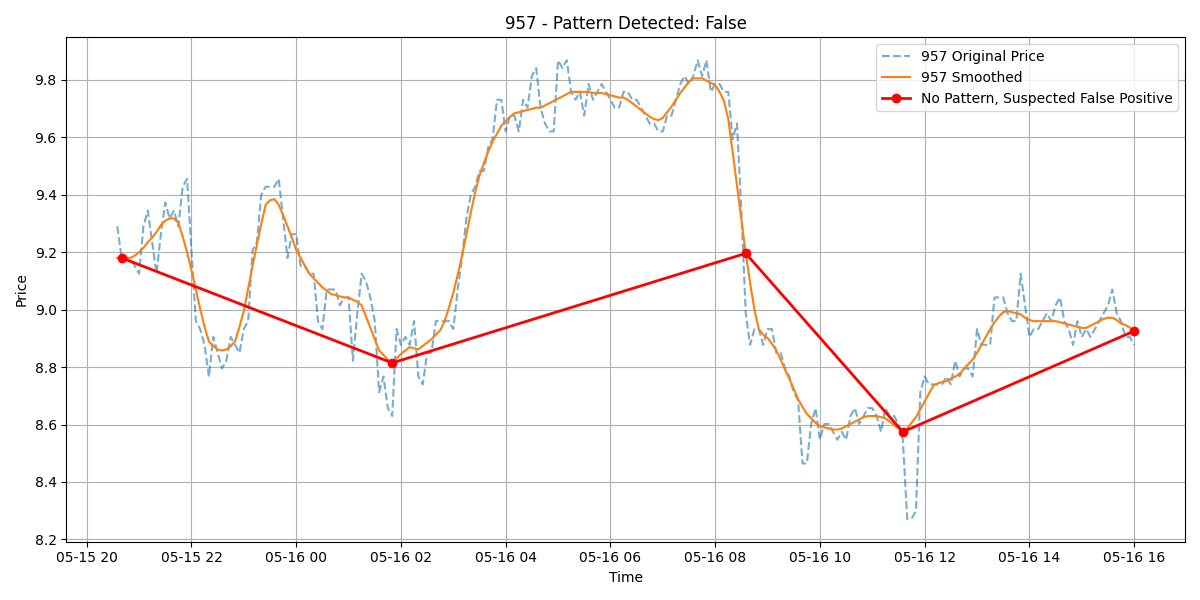 957 - Pattern Detected: False
957 Original Price
957 Smoothed
No Pattern, Suspected False Positive
Price
9.8
9.6
9.4
9.2
9.0
8.8
8.6
8.4
8.2
05-15 20 05-15 22 05-16 00 05-16 02 05-16 04 05-16 06 05-16 08 05-16 10 05-16 12 05-16 14 05-16 16
Time